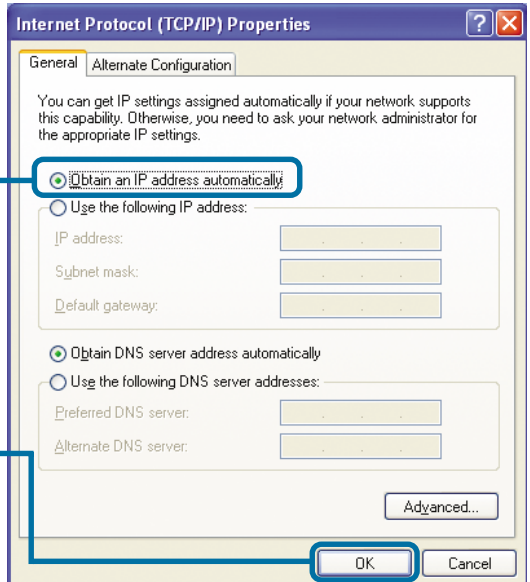 Internet Protocol (TCP/IP) Properties
General Alternate Configuration
You can get IP settings assigned automatically if your network supports
this capability. Otherwise, you need to ask your network administrator for
the appropriate IP settings.
Obtain an IP address automatically
Use the following IP address:
IP address:
Subnet mask:
Default gateway:
Obtain DNS server address automatically
Use the following DNS server addresses:
Preferred DNS server:
Alternate DNS server:
Advanced...
OK Cancel